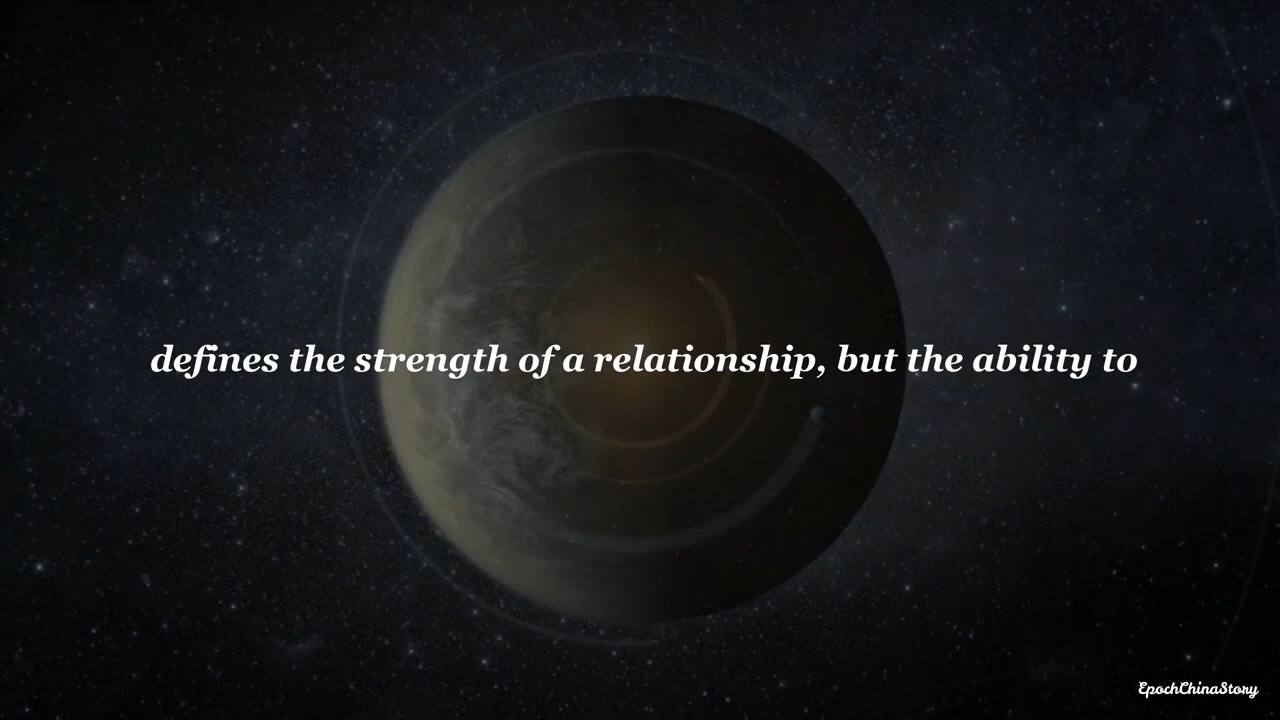 defines the strength of a relationship, but the ability to
EpochChinaStory